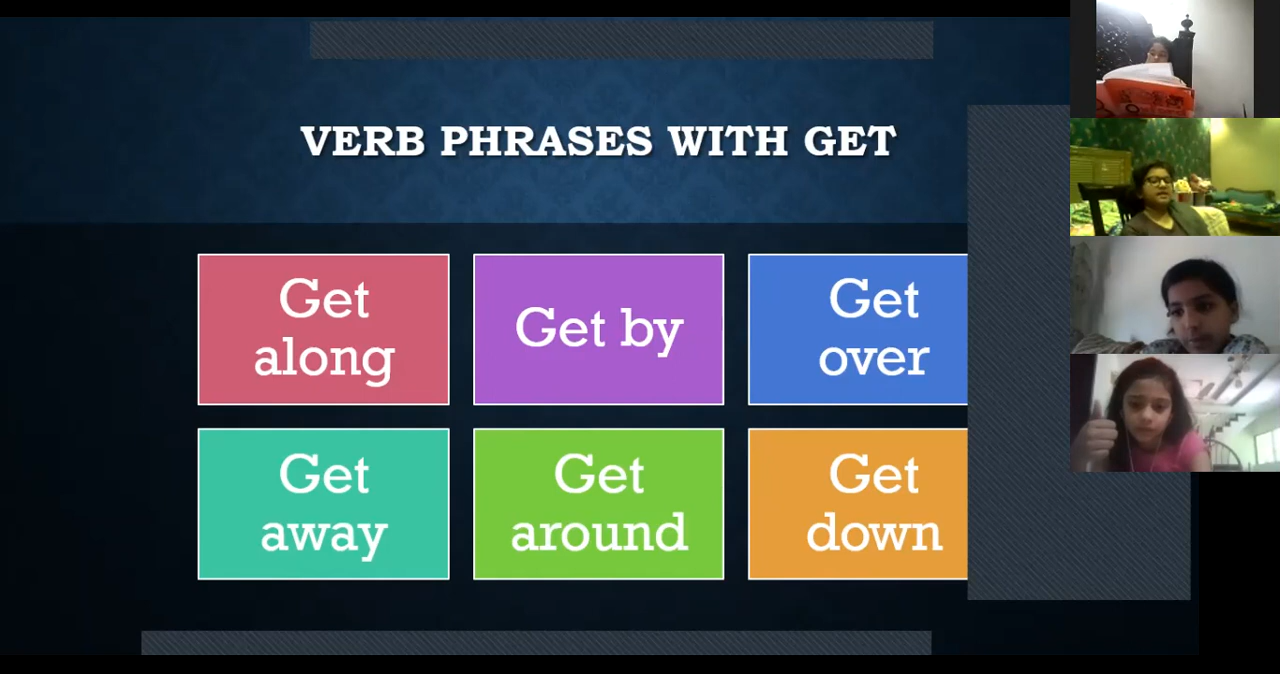 VERB PHRASES WITH GET
Get
along
Get by
Get
over
Get
away
Get
around
Get
down